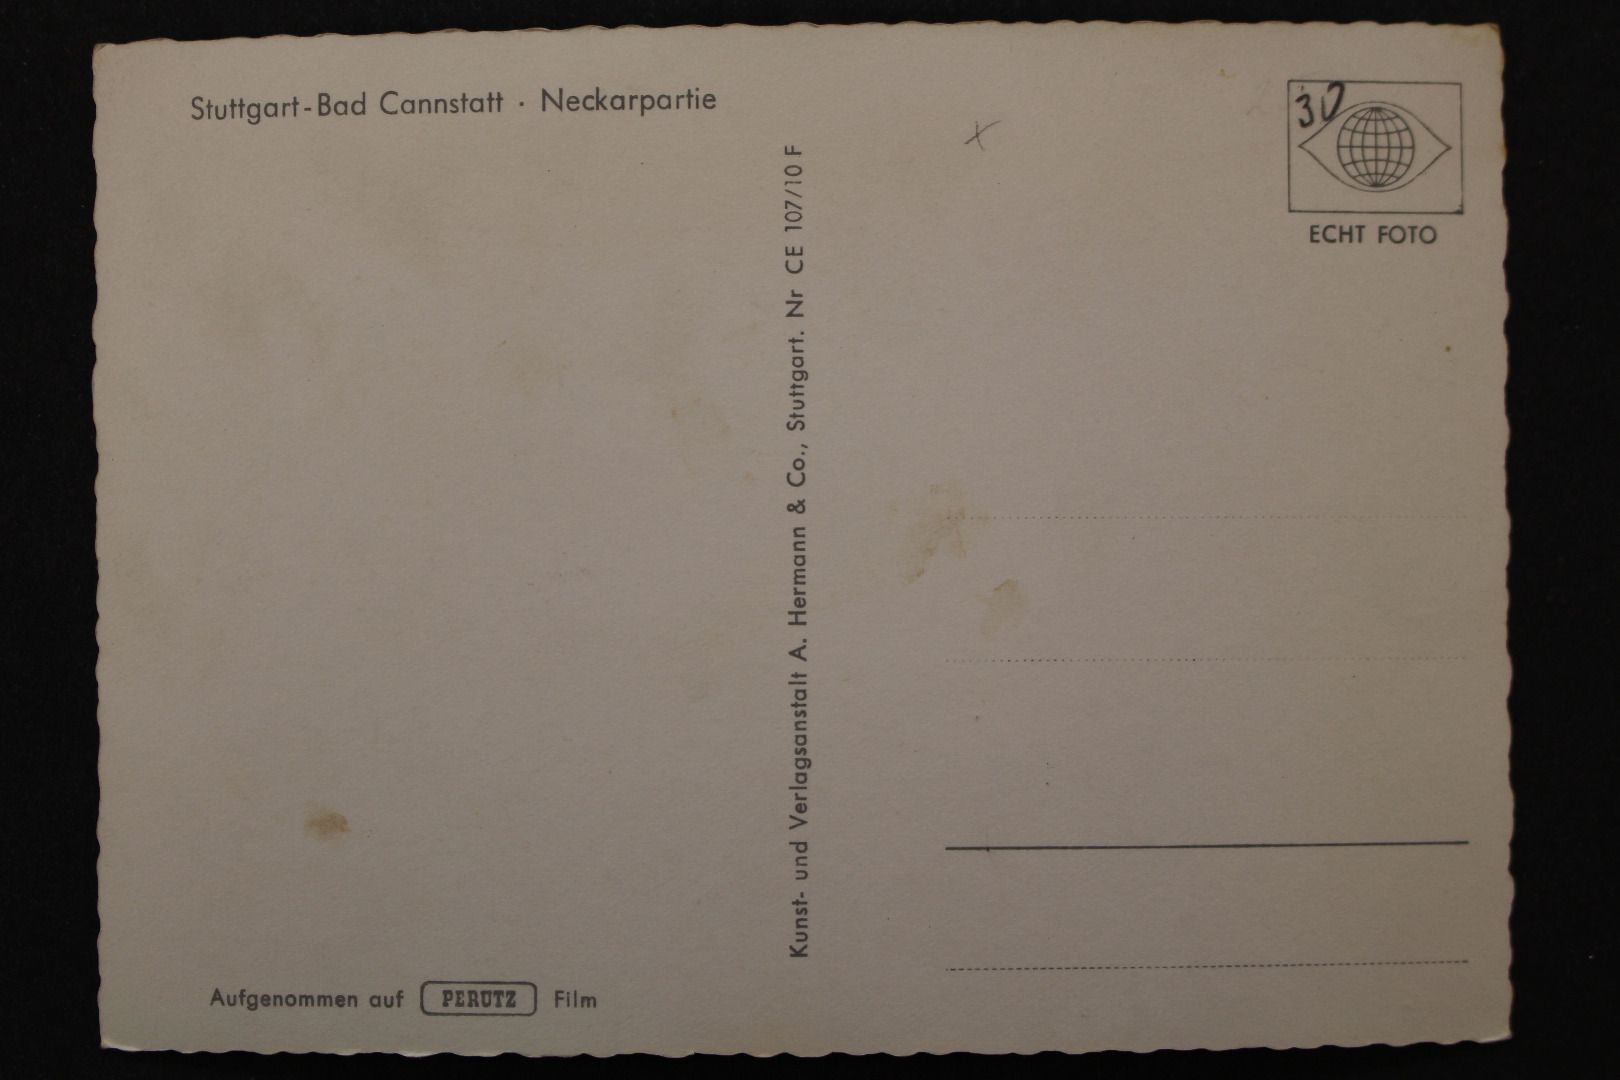 Stuttgart-Bad Cannstatt · Neckarpartie
Kunst- und Verlagsanstalt A. Hermann & Co., Stuttgart. Nr CE 107/10 F
30
ECHT FOTO
Aufgenommen auf PERUTZ Film